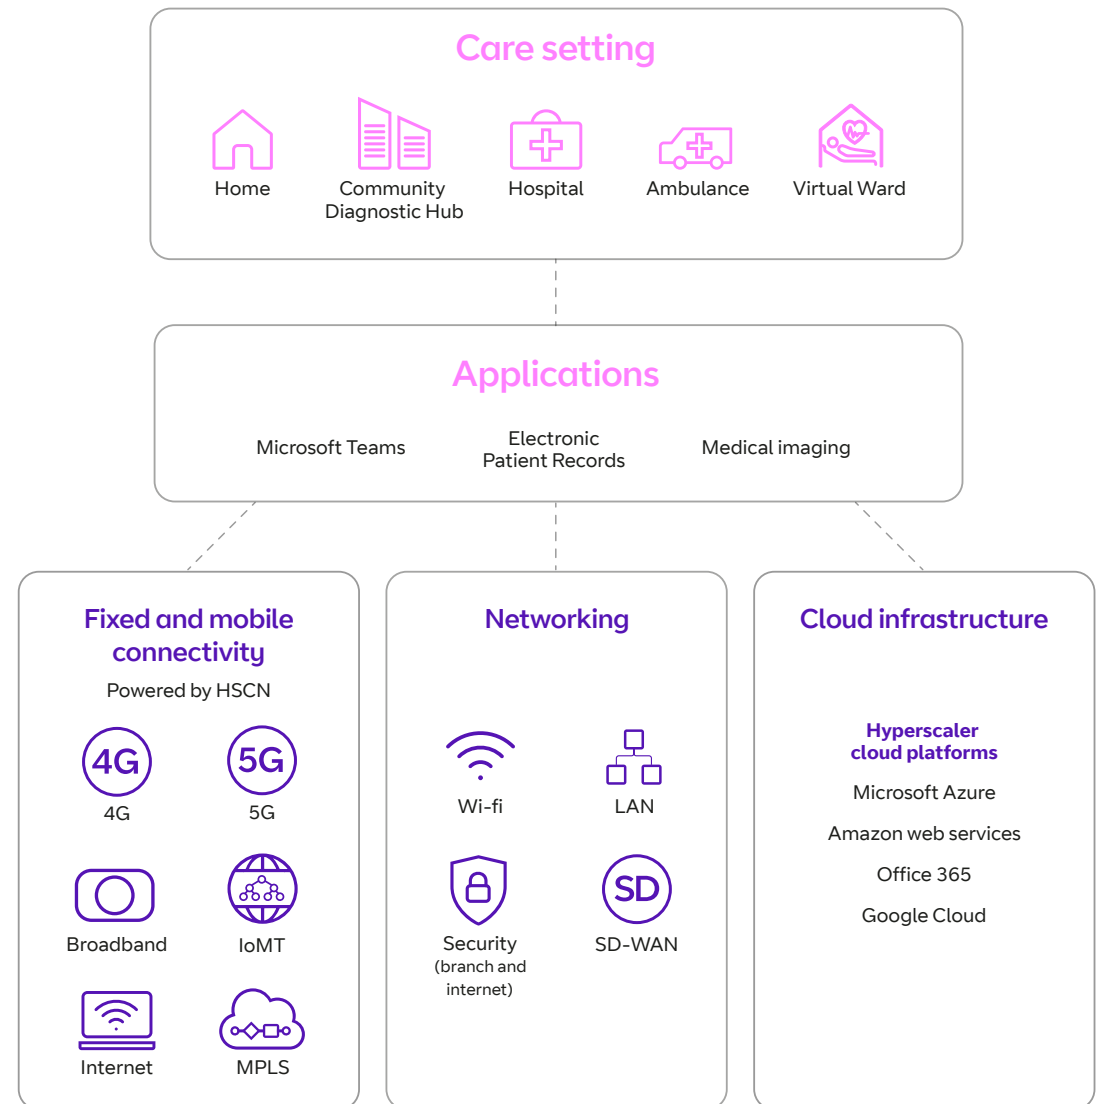 Care setting
Home
Community
Diagnostic Hub
Hospital
Ambulance
Virtual Ward
Applications
Microsoft Teams
Electronic
Patient Records
Medical imaging
Fixed and mobile
connectivity
Powered by HSCN
4G
4G
5G
5G
Broadband
IoMT
Internet
MPLS
Networking
Wi-fi
LAN
Security
(branch and
internet)
SD
SD-WAN
Cloud infrastructure
Hyperscaler
cloud platforms
Microsoft Azure
Amazon web services
Office 365
Google Cloud